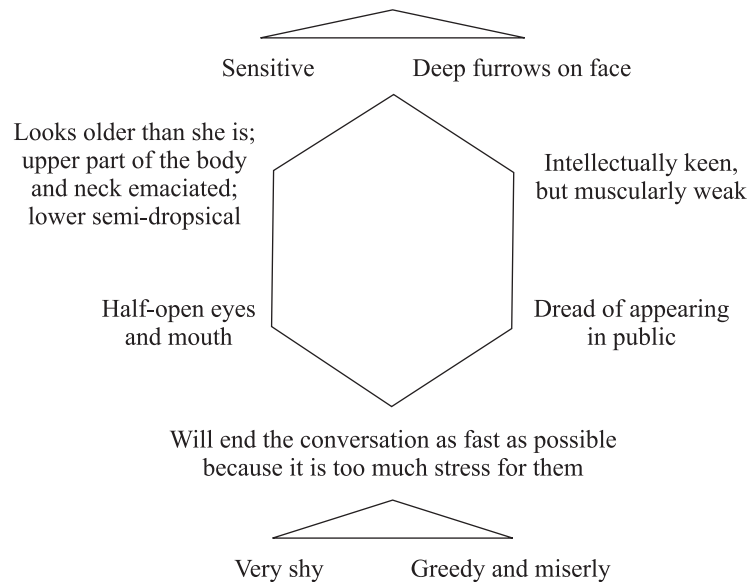 Sensitive
Deep furrows on face
Looks older than she is;
upper part of the body
and neck emaciated;
lower semi-dropsical
Intellectually keen,
but muscularly weak
Half-open eyes
and mouth
Dread of appearing
in public
Will end the conversation as fast as possible
because it is too much stress for them
Very shy
Greedy and miserly